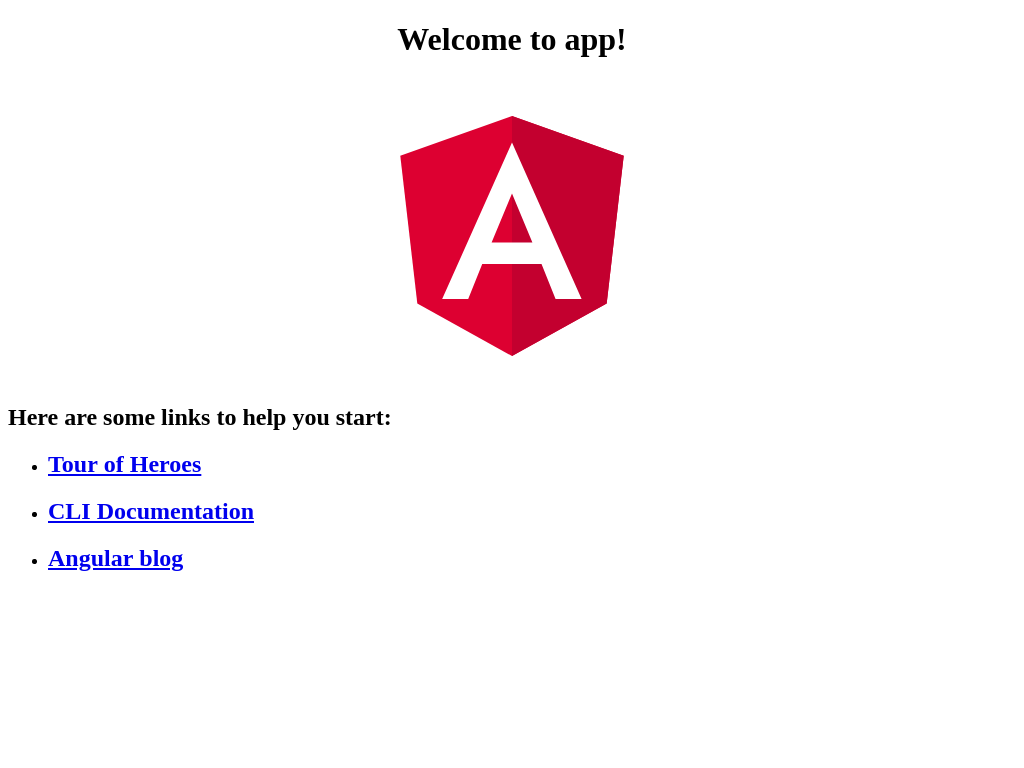 Welcome to app!
A
Here are some links to help you start:
Tour of Heroes
CLI Documentation
Angular blog